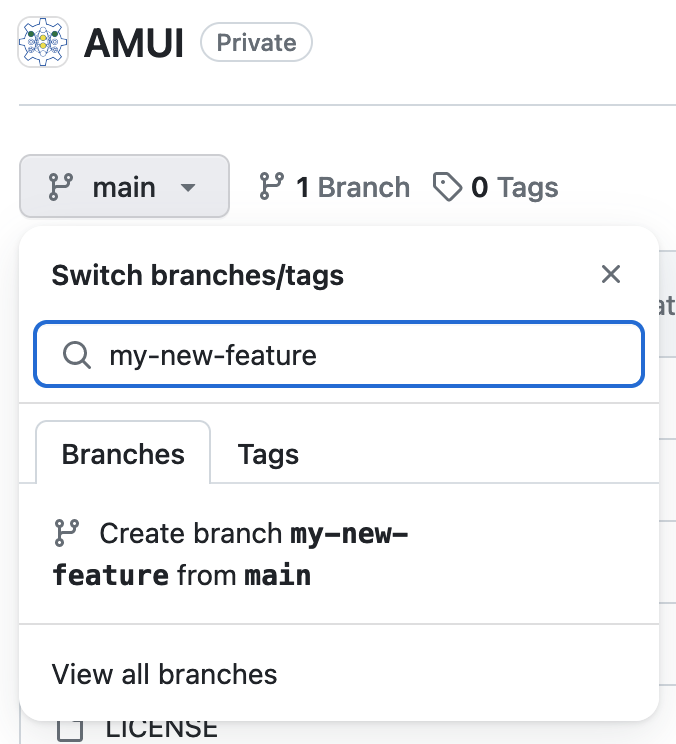 AMUI Private
main 1 Branch 0 Tags
Switch branches/tags
at
my-new-feature
Branches Tags
Create branch my-new-
feature from main
View all branches
LICENSE